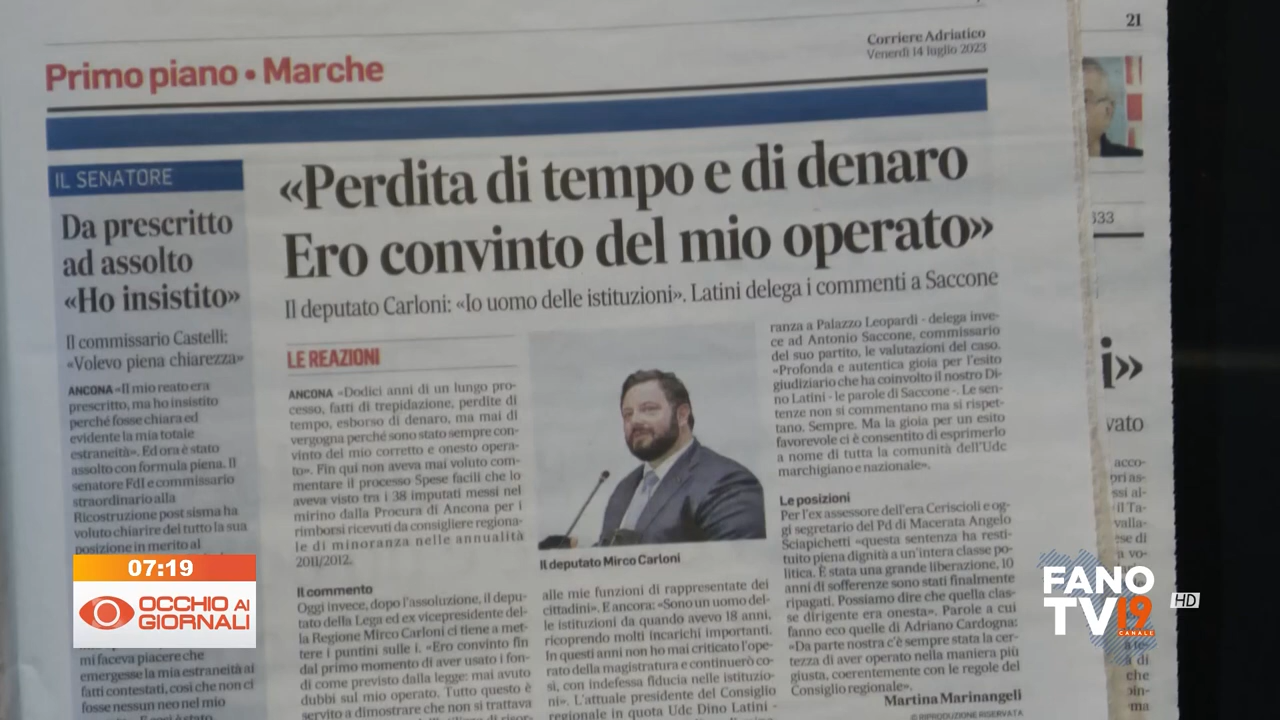 21
Corriere Adriatico
Venerdì 14 luglio 2023
Primo piano • Marche
IL SENATORE
Da prescritto
ad assolto
«Ho insistito»
Il commissario Castelli:
«Volevo piena chiarezza»
ANCONA «Il mio reato era
prescritto, ma ho insistito
perché fosse chiara ed
evidente la mia totale
estraneità». Ed ora è stato
assolto con formula piena. Il
senatore FdI e commissario
straordinario alla
Ricostruzione post sisma ha
voluto chiarire del tutto la sua
posizione in merito al
mi faceva piacere che
emergesse la mia estraneità ai
fatti contestati, così che non ci
fosse nessun neo nel mio
«Perdita di tempo e di denaro
Ero convinto del mio operato»
Il deputato Carloni: «Io uomo delle istituzioni». Latini delega i commenti a Saccone
LE REAZIONI
ANCONA «Dodici anni di un lungo pro-
cesso, fatti di trepidazione, perdite di
tempo, esborso di denaro, ma mai di
vergogna perché sono stato sempre con-
vinto del mio corretto e onesto opera-
to». Fin qui non aveva mai voluto com-
mentare il processo Spese facili che lo
aveva visto tra i 38 imputati messi nel
mirino dalla Procura di Ancona per i
rimborsi ricevuti da consigliere regiona-
le di minoranza nelle annualità
2011/2012.
Il commento
Oggi invece, dopo l'assoluzione, il depu-
tato della Lega ed ex vicepresidente del-
la Regione Mirco Carloni ci tiene a met-
tere i puntini sulle i. «Ero convinto fin
dal primo momento di aver usato i fon-
di come previsto dalla legge: mai avuto
dubbi sul mio operato. Tutto questo è
servito a dimostrare che non si trattava
Il deputato Mirco Carloni
alle mie funzioni di rappresentate dei
cittadini». E ancora: «Sono un uomo del-
le istituzioni da quando avevo 18 anni,
ricoprendo molti incarichi importanti.
In questi anni non ho mai criticato l'ope-
rato della magistratura e continuerò co-
sì, con indefessa fiducia nelle istituzio-
ni». L'attuale presidente del Consiglio
regionale in quota Udc Dino Latini -
ranza a Palazzo Leopardi - delega inve-
ce ad Antonio Saccone, commissario
del suo partito, le valutazioni del caso.
«Profonda e autentica gioia per l'esito
giudiziario che ha coinvolto il nostro Di-
no Latini - le parole di Saccone -. Le sen-
tenze non si commentano ma si rispet-
tano. Sempre. Ma la gioia per un esito
favorevole ci è consentito di esprimerlo
a nome di tutta la comunità dell'Udc
marchigiano e nazionale».
Le posizioni
Per l'ex assessore dell'era Ceriscioli e og-
gi segretario del Pd di Macerata Angelo
Sciapichetti «questa sentenza ha resti-
tuito piena dignità a un'intera classe po-
litica. È stata una grande liberazione, 10
anni di sofferenze sono stati finalmente
ripagati. Possiamo dire che quella clas-
se dirigente era onesta». Parole a cui
fanno eco quelle di Adriano Cardogna:
«Da parte nostra c'è sempre stata la cer-
tezza di aver operato nella maniera più
giusta, coerentemente con le regole del
Consiglio regionale».
Martina Marinangeli
© RIPRODUZIONE RISERVATA
i»
vato
07:19
OCCHIO AI
GIORNALI
FANO
TV19
CANALE
HD